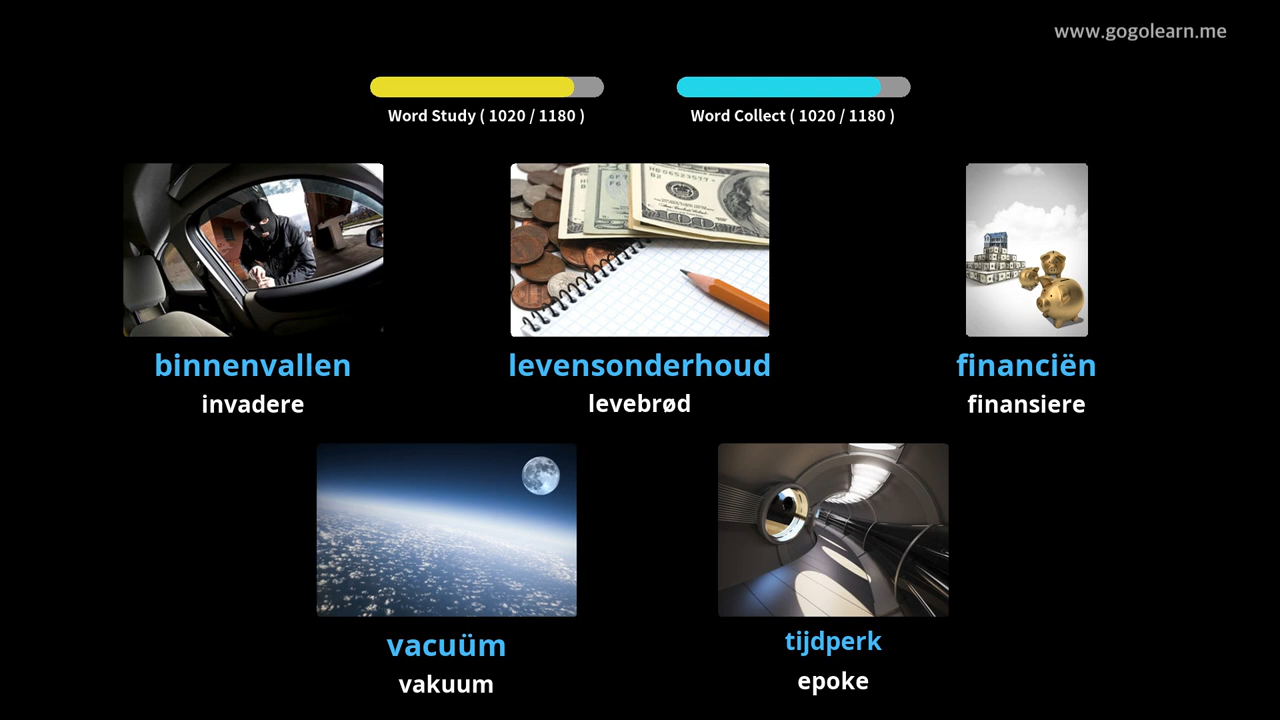 www.gogolearn.me
Word Study ( 1020 / 1180 )
Word Collect ( 1020 / 1180 )
binnenvallen
invadere
levensonderhoud
levebrød
financiën
finansiere
vacuüm
vakuum
tijdperk
epoke